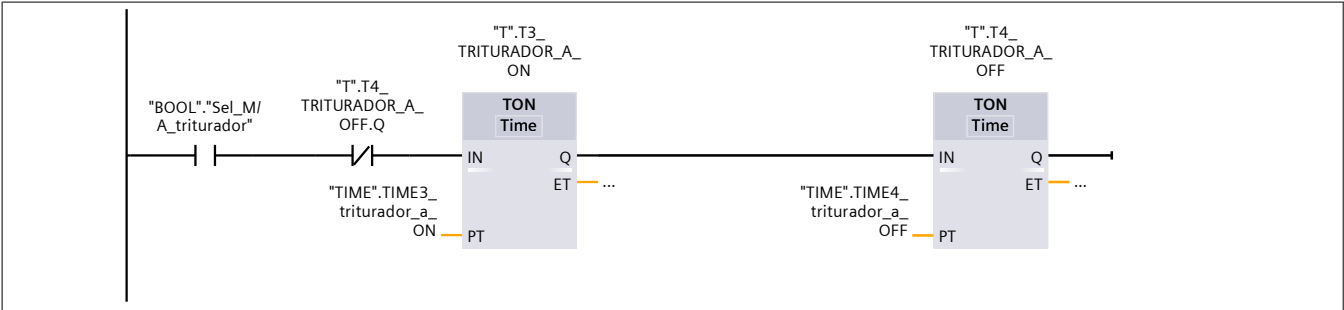 "T".T3_
TRITURADOR_A_
ON
"T".T4_
TRITURADOR_A_
OFF
"BOOL"."Sel_M/
A_triturador"
"T".T4_
TRITURADOR_A_
OFF.Q
TON
Time
IN
Q
ET
...
"TIME".TIME3_
triturador_a_
ON
PT
TON
Time
IN
Q
ET
...
"TIME".TIME4_
triturador_a_
OFF
PT